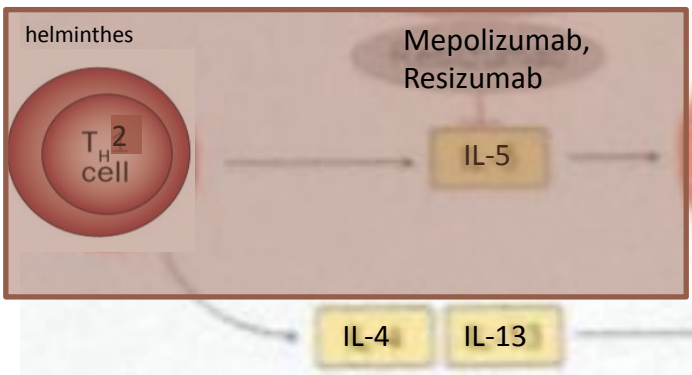 helminthes
Mepolizumab,
Resizumab
TH2
cell
IL-5
IL-4
IL-13